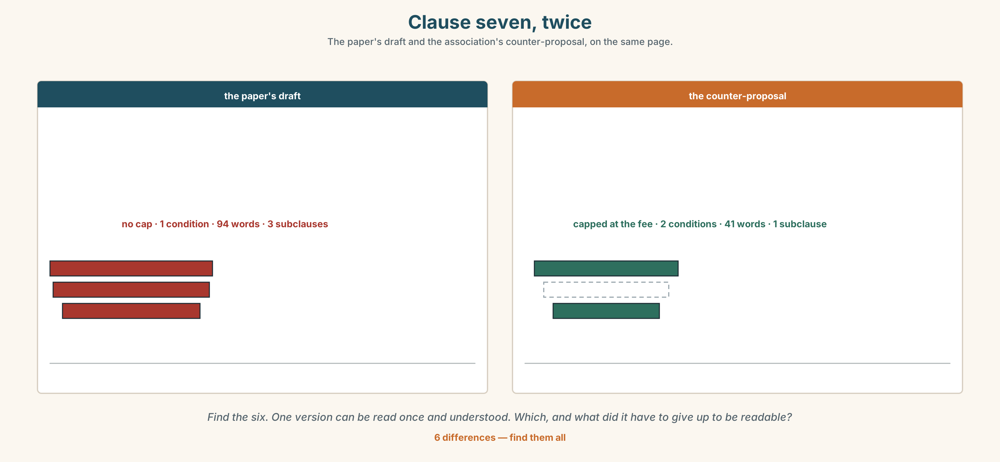 Clause seven, twice
The paper's draft and the association's counter-proposal, on the same page.
the paper's draft
the counter-proposal
no cap · 1 condition · 94 words · 3 subclauses
capped at the fee · 2 conditions · 41 words · 1 subclause
Find the six. One version can be read once and understood. Which, and what did it have to give up to be readable?
6 differences — find them all